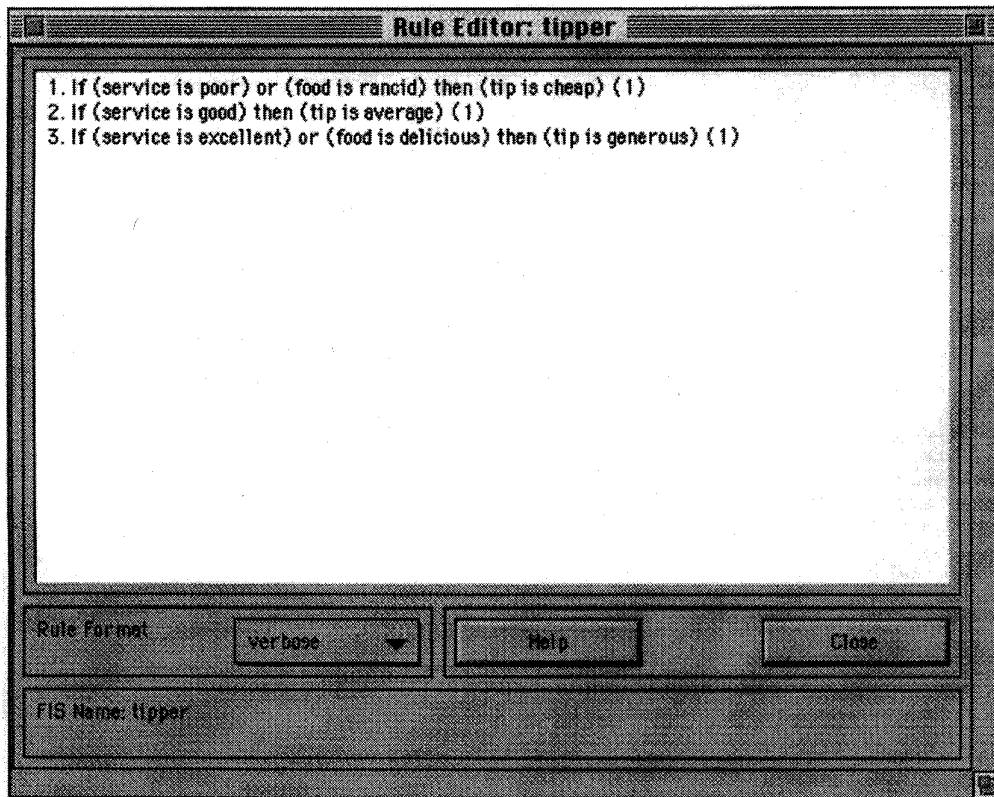 Rule Editor: tipper
1. If (service is poor) or (food is rancid) then (tip is cheap) (1)
2. If (service is good) then (tip is average) (1)
3. If (service is excellent) or (food is delicious) then (tip is generous) (1)
Rule Format verbose Help Close
FIS Name: tipper